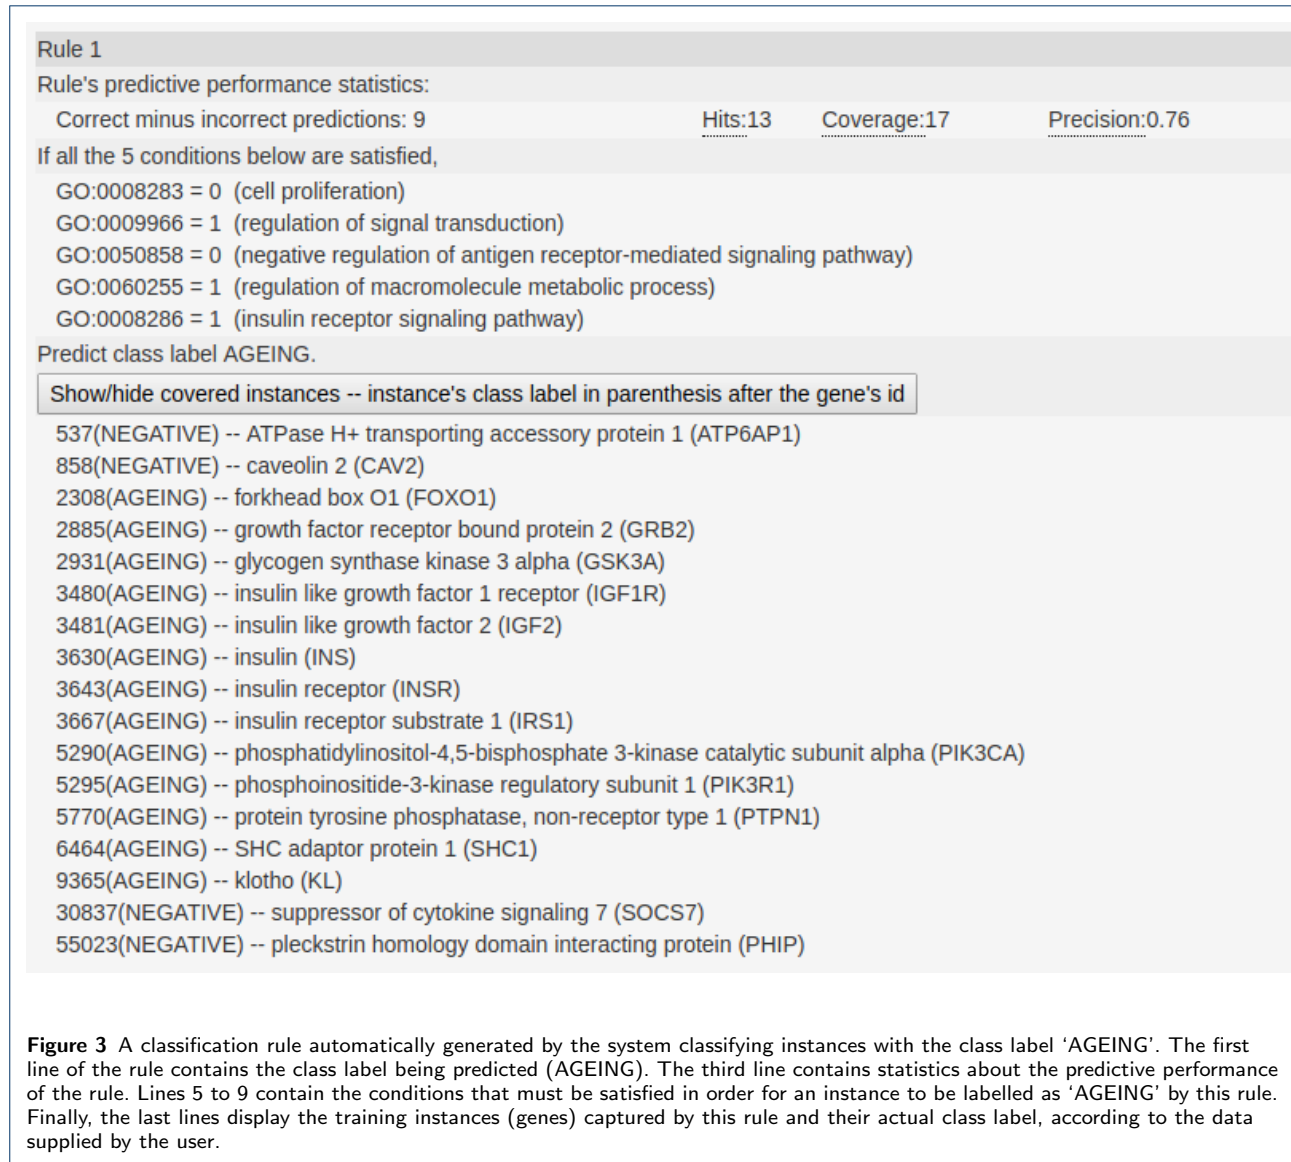 Rule 1
Rule's predictive performance statistics:
Correct minus incorrect predictions: 9 Hits:13 Coverage:17 Precision:0.76
If all the 5 conditions below are satisfied,
GO:0008283 = 0 (cell proliferation)
GO:0009966 = 1 (regulation of signal transduction)
GO:0050858 = 0 (negative regulation of antigen receptor-mediated signaling pathway)
GO:0060255 = 1 (regulation of macromolecule metabolic process)
GO:0008286 = 1 (insulin receptor signaling pathway)
Predict class label AGEING.
Show/hide covered instances -- instance's class label in parenthesis after the gene's id
537(NEGATIVE) -- ATPase H+ transporting accessory protein 1 (ATP6AP1)
858(NEGATIVE) -- caveolin 2 (CAV2)
2308(AGEING) -- forkhead box O1 (FOXO1)
2885(AGEING) -- growth factor receptor bound protein 2 (GRB2)
2931(AGEING) -- glycogen synthase kinase 3 alpha (GSK3A)
3480(AGEING) -- insulin like growth factor 1 receptor (IGF1R)
3481(AGEING) -- insulin like growth factor 2 (IGF2)
3630(AGEING) -- insulin (INS)
3643(AGEING) -- insulin receptor (INSR)
3667(AGEING) -- insulin receptor substrate 1 (IRS1)
5290(AGEING) -- phosphatidylinositol-4,5-bisphosphate 3-kinase catalytic subunit alpha (PIK3CA)
5295(AGEING) -- phosphoinositide-3-kinase regulatory subunit 1 (PIK3R1)
5770(AGEING) -- protein tyrosine phosphatase, non-receptor type 1 (PTPN1)
6464(AGEING) -- SHC adaptor protein 1 (SHC1)
9365(AGEING) -- klotho (KL)
30837(NEGATIVE) -- suppressor of cytokine signaling 7 (SOCS7)
55023(NEGATIVE) -- pleckstrin homology domain interacting protein (PHIP)
Figure 3 A classification rule automatically generated by the system classifying instances with the class label ‘AGEING’. The first
line of the rule contains the class label being predicted (AGEING). The third line contains statistics about the predictive performance
of the rule. Lines 5 to 9 contain the conditions that must be satisfied in order for an instance to be labelled as ‘AGEING’ by this rule.
Finally, the last lines display the training instances (genes) captured by this rule and their actual class label, according to the data
supplied by the user.